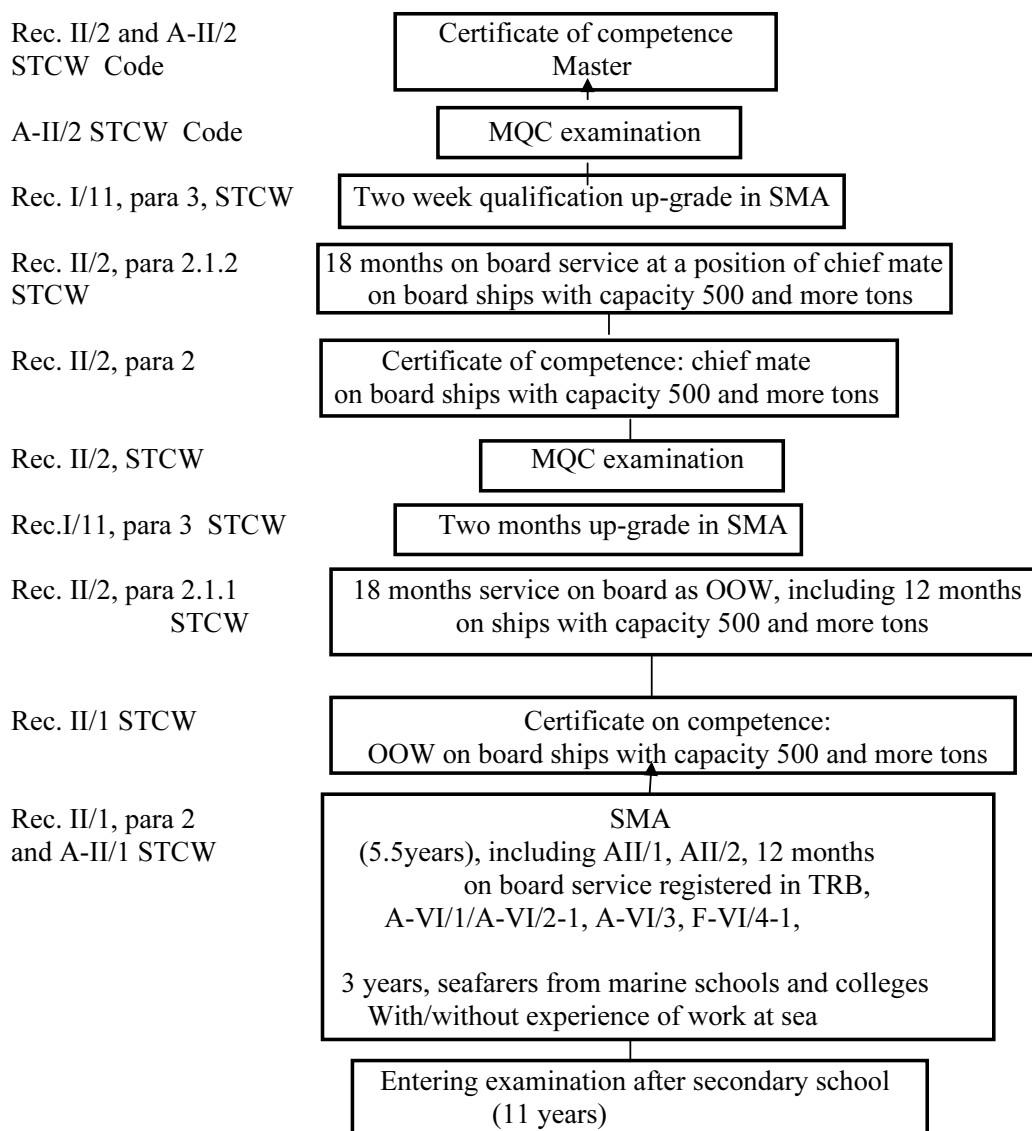 Rec. II/2 and A-II/2
STCW  Code
Certificate of competence
Master
A-II/2 STCW  Code
MQC examination
Rec. I/11, para 3, STCW
Two week qualification up-grade in SMA
Rec. II/2, para 2.1.2
STCW
18 months on board service at a position of chief mate
on board ships with capacity 500 and more tons
Rec. II/2, para 2
Certificate of competence: chief mate
on board ships with capacity 500 and more tons
Rec. II/2, STCW
MQC examination
Rec.I/11, para 3  STCW
Two months up-grade in SMA
Rec. II/2, para 2.1.1
STCW
18 months service on board as OOW, including 12 months
on ships with capacity 500 and more tons
Rec. II/1 STCW
Certificate on competence:
OOW on board ships with capacity 500 and more tons
Rec. II/1, para 2
and A-II/1 STCW
SMA
(5.5years), including AII/1, AII/2, 12 months
on board service registered in TRB,
A-VI/1/A-VI/2-1, A-VI/3, F-VI/4-1,
3 years, seafarers from marine schools and colleges
With/without experience of work at sea
Entering examination after secondary school
(11 years)